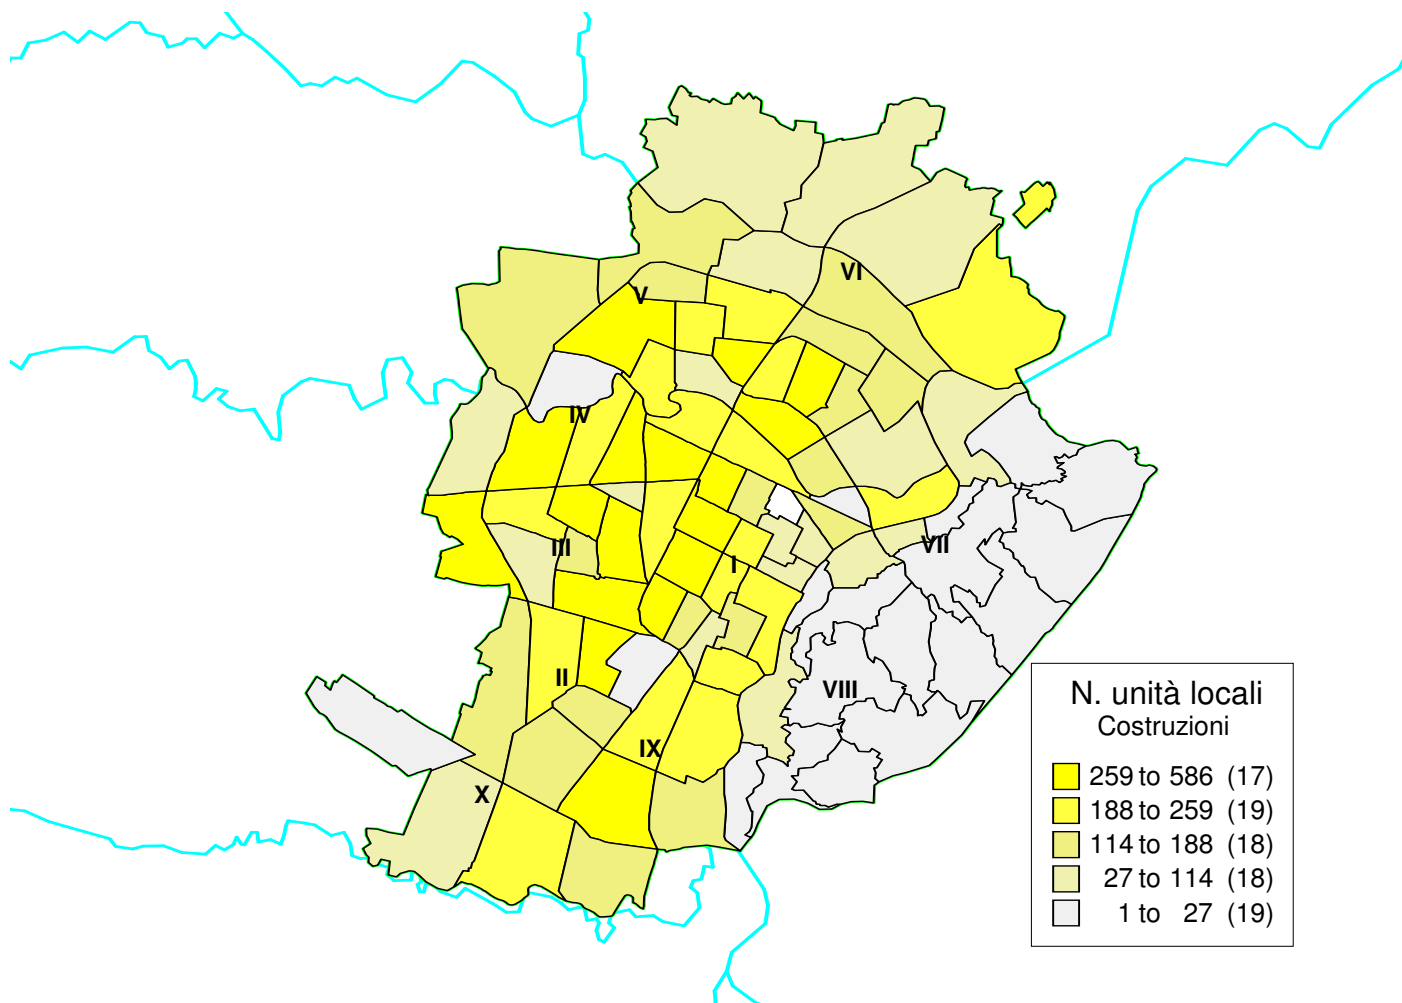 VI
V
IV
III
I
VII
II
VIII
IX
X
N. unità locali
Costruzioni
259 to 586 (17)
188 to 259 (19)
114 to 188 (18)
27 to 114 (18)
1 to 27 (19)